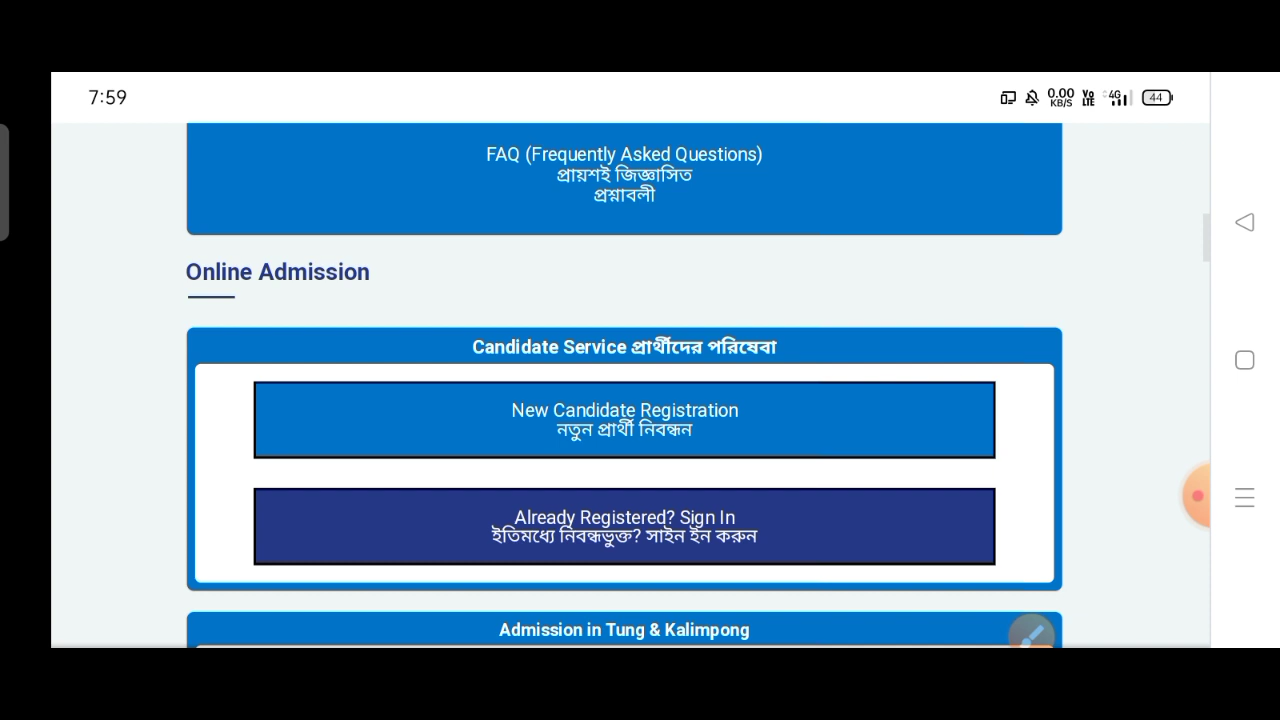 7:59
0.00
KB/S
Vo
LTE
4G
44
FAQ (Frequently Asked Questions)
প্রায়শই জিজ্ঞাসিত
প্রশ্নাবলী
Online Admission
Candidate Service প্রার্থীদের পরিষেবা
New Candidate Registration
নতুন প্রার্থী নিবন্ধন
Already Registered? Sign In
ইতিমধ্যে নিবন্ধভুক্ত? সাইন ইন করুন
Admission in Tung & Kalimpong